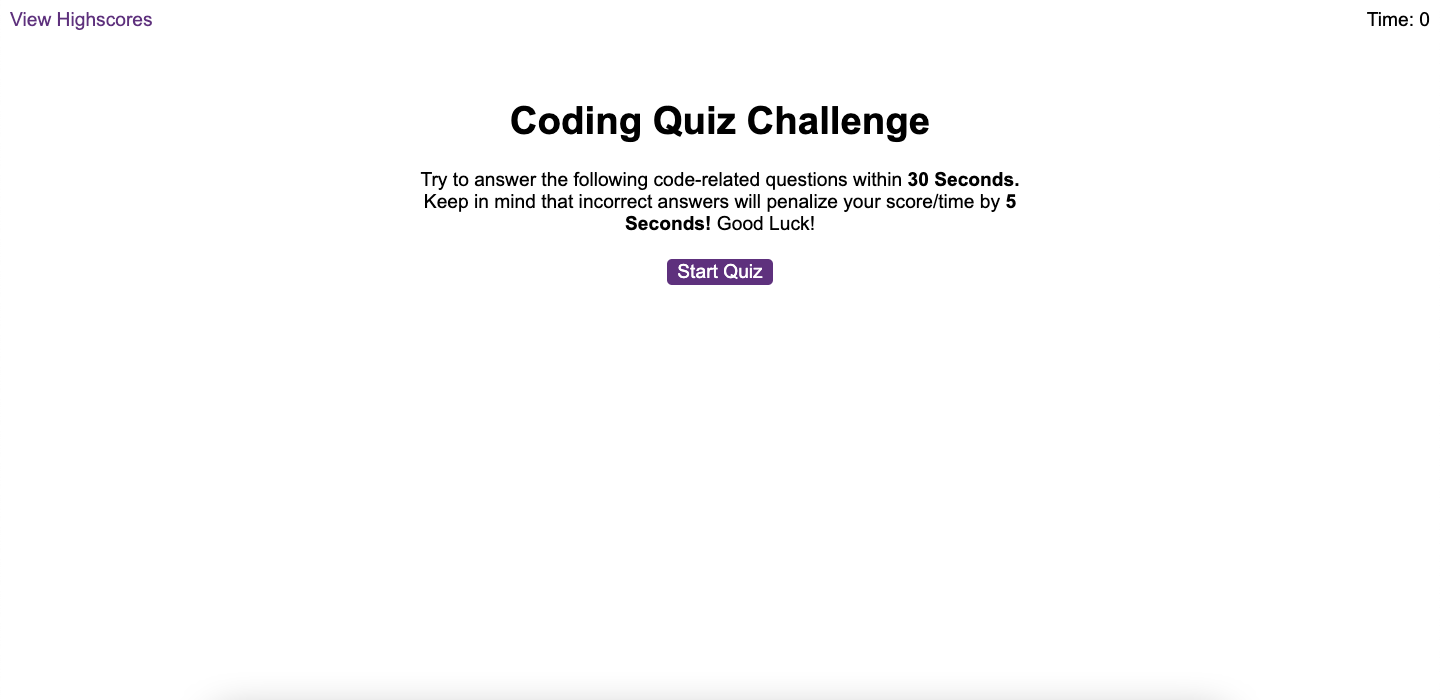 View Highscores
Time: 0
Coding Quiz Challenge
Try to answer the following code-related questions within 30 Seconds.
Keep in mind that incorrect answers will penalize your score/time by 5
Seconds! Good Luck!
Start Quiz